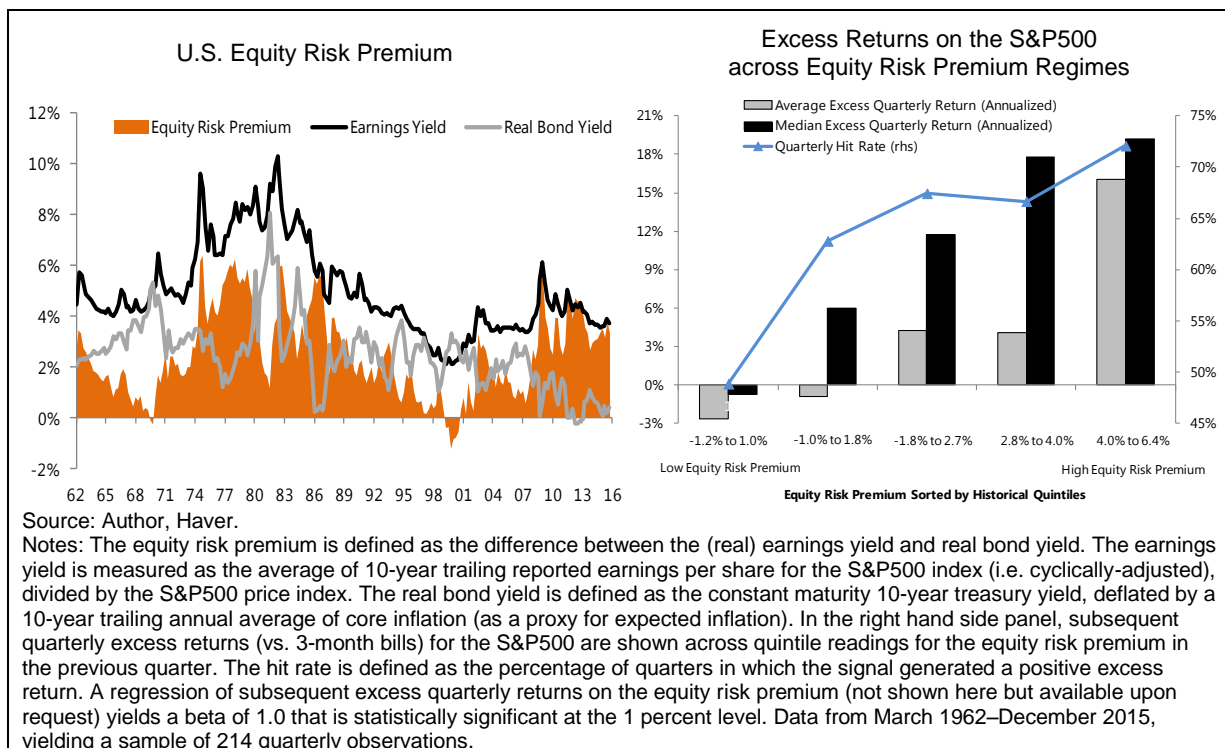 U.S. Equity Risk Premium
12%
10%
8%
6%
4%
2%
0%
-2%
Equity Risk Premium
Earnings Yield
Real Bond Yield
62 65 67 70 74 77 80 83 86 89 92 95 98 01 04 07 10 13 16
Excess Returns on the S&P500
across Equity Risk Premium Regimes
Average Excess Quarterly Return (Annualized)
Median Excess Quarterly Return (Annualized)
Quarterly Hit Rate (rhs)
21%
18%
15%
12%
9%
6%
3%
0%
-3%
75%
70%
65%
60%
55%
50%
45%
-1.2% to 1.0% -1.0% to 1.8% -1.8% to 2.7% 2.8% to 4.0% 4.0% to 6.4%
Low Equity Risk Premium
High Equity Risk Premium
Equity Risk Premium Sorted by Historical Quintiles
Source: Author, Haver.
Notes: The equity risk premium is defined as the difference between the (real) earnings yield and real bond yield. The earnings
yield is measured as the average of 10-year trailing reported earnings per share for the S&P500 index (i.e. cyclically-adjusted),
divided by the S&P500 price index. The real bond yield is defined as the constant maturity 10-year treasury yield, deflated by a
10-year trailing annual average of core inflation (as a proxy for expected inflation). In the right hand side panel, subsequent
quarterly excess returns (vs. 3-month bills) for the S&P500 are shown across quintile readings for the equity risk premium in
the previous quarter. The hit rate is defined as the percentage of quarters in which the signal generated a positive excess
return. A regression of subsequent excess quarterly returns on the equity risk premium (not shown here but available upon
request) yields a beta of 1.0 that is statistically significant at the 1 percent level. Data from March 1962–December 2015,
yielding a sample of 214 quarterly observations.